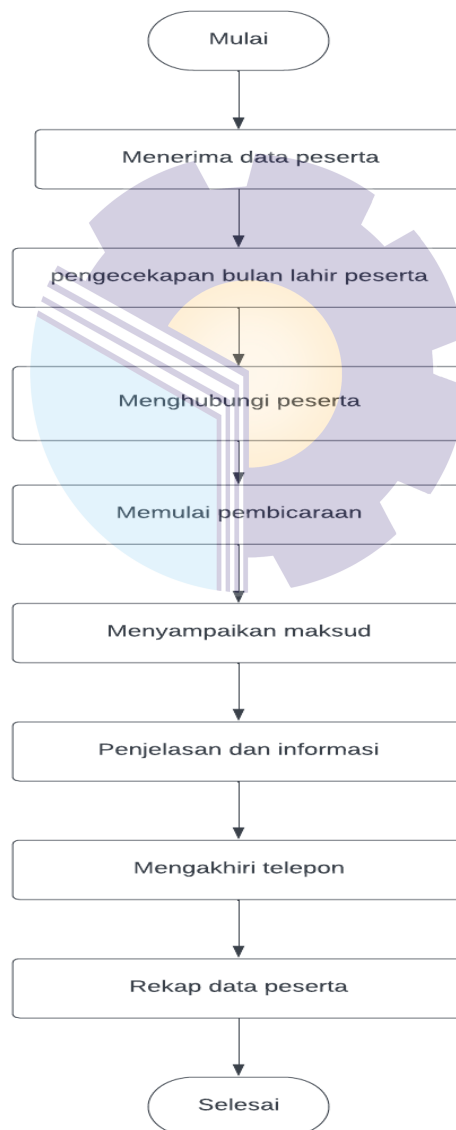 Mulai
Menerima data peserta
pengecekapan bulan lahir peserta
Menghubungi peserta
Memulai pembicaraan
Menyampaikan maksud
Penjelasan dan informasi
Mengakhiri telepon
Rekap data peserta
Selesai